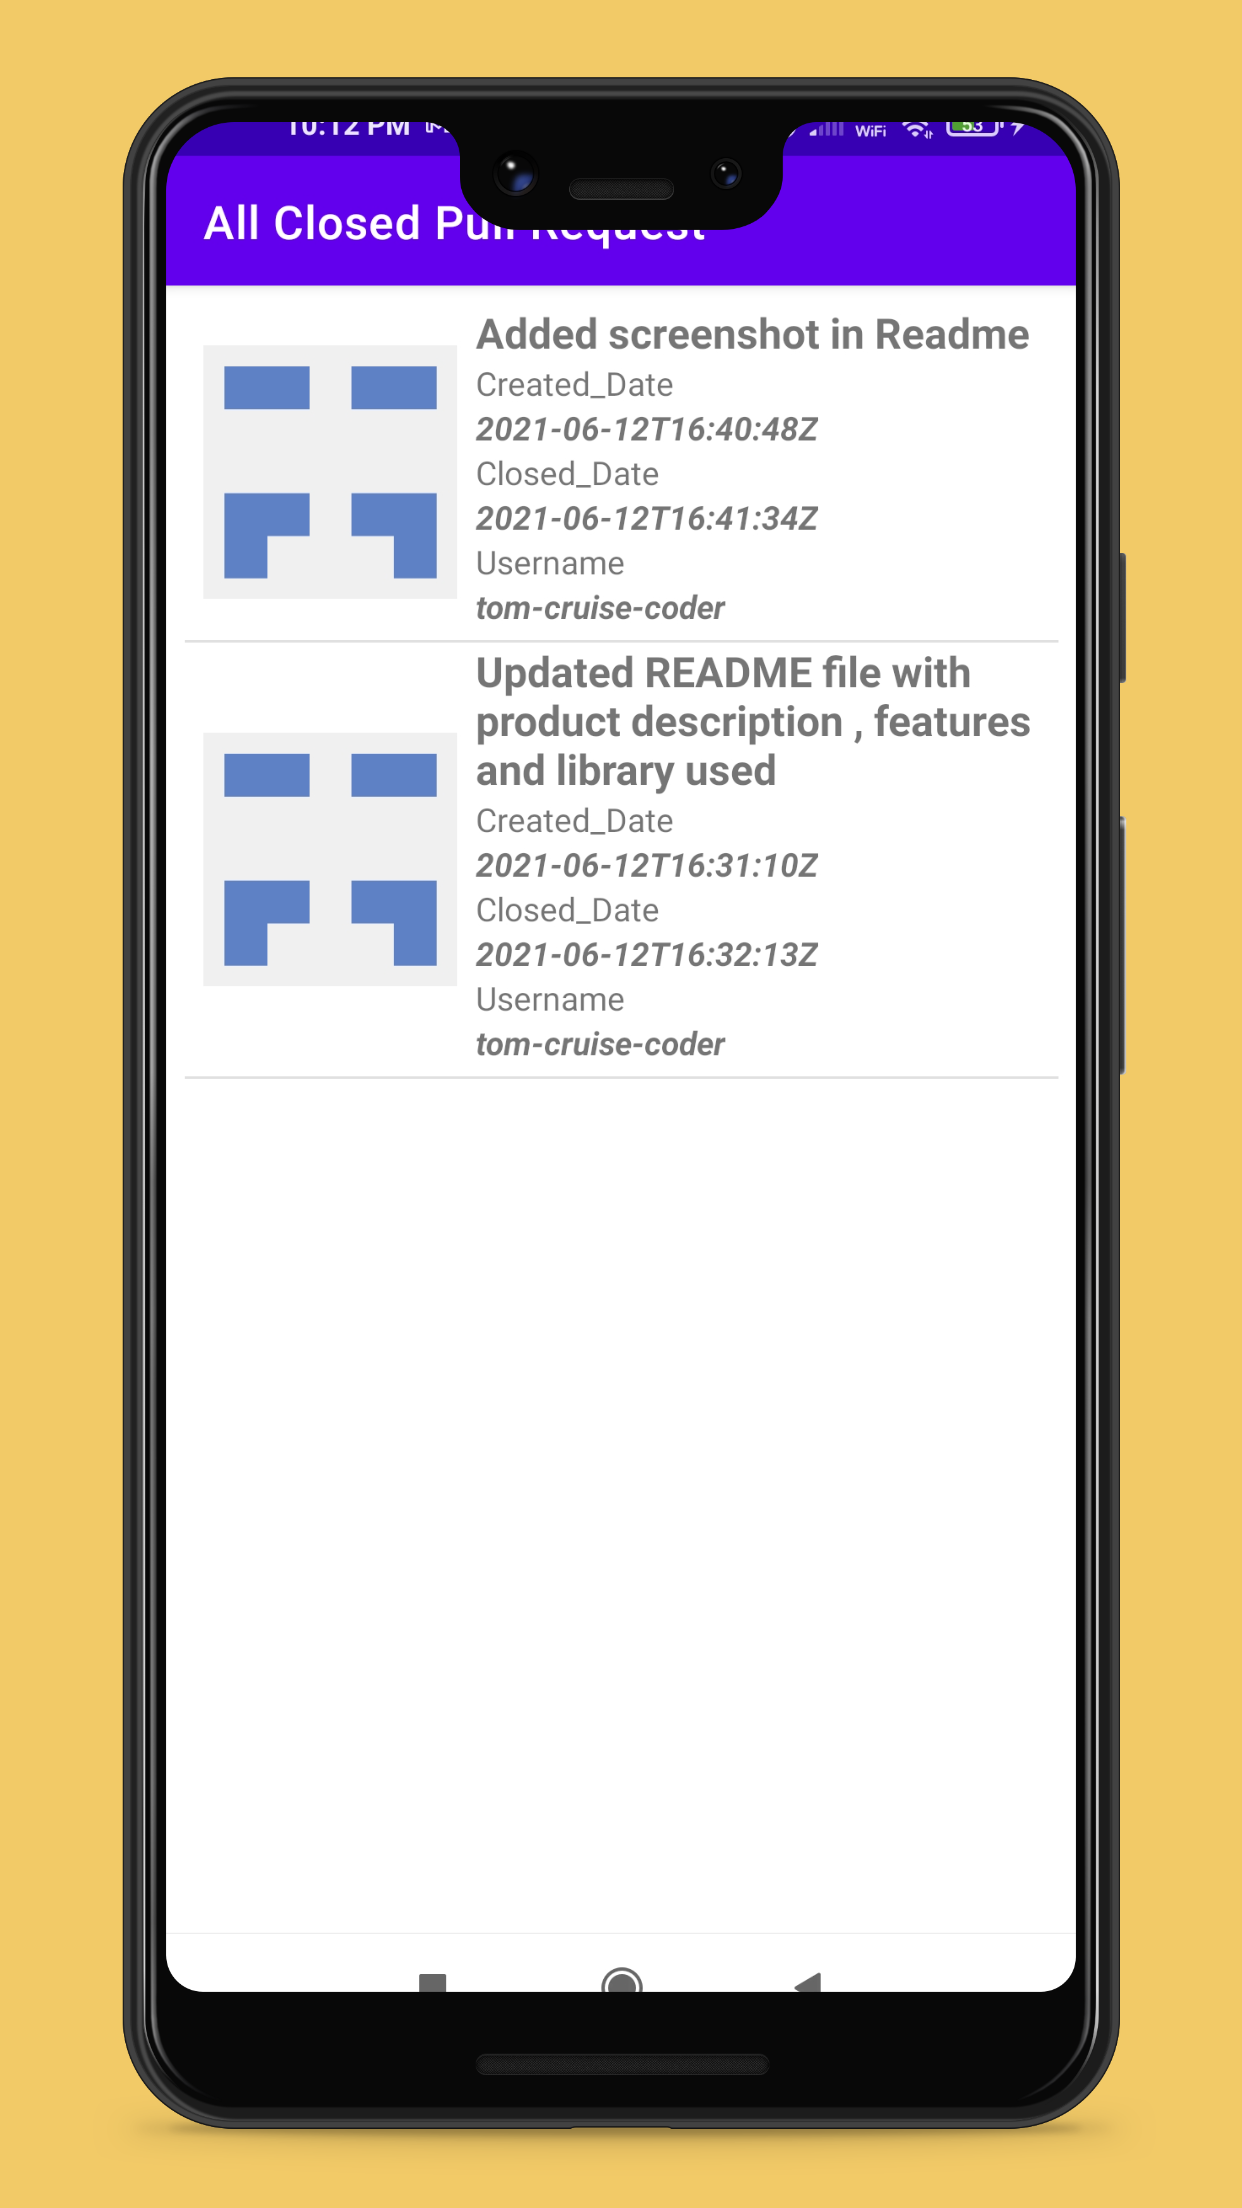 10:12 PM
WiFi
53
All Closed Pull Request
Added screenshot in Readme
Created_Date
2021-06-12T16:40:48Z
Closed_Date
2021-06-12T16:41:34Z
Username
tom-cruise-coder
Updated README file with
product description , features
and library used
Created_Date
2021-06-12T16:31:10Z
Closed_Date
2021-06-12T16:32:13Z
Username
tom-cruise-coder